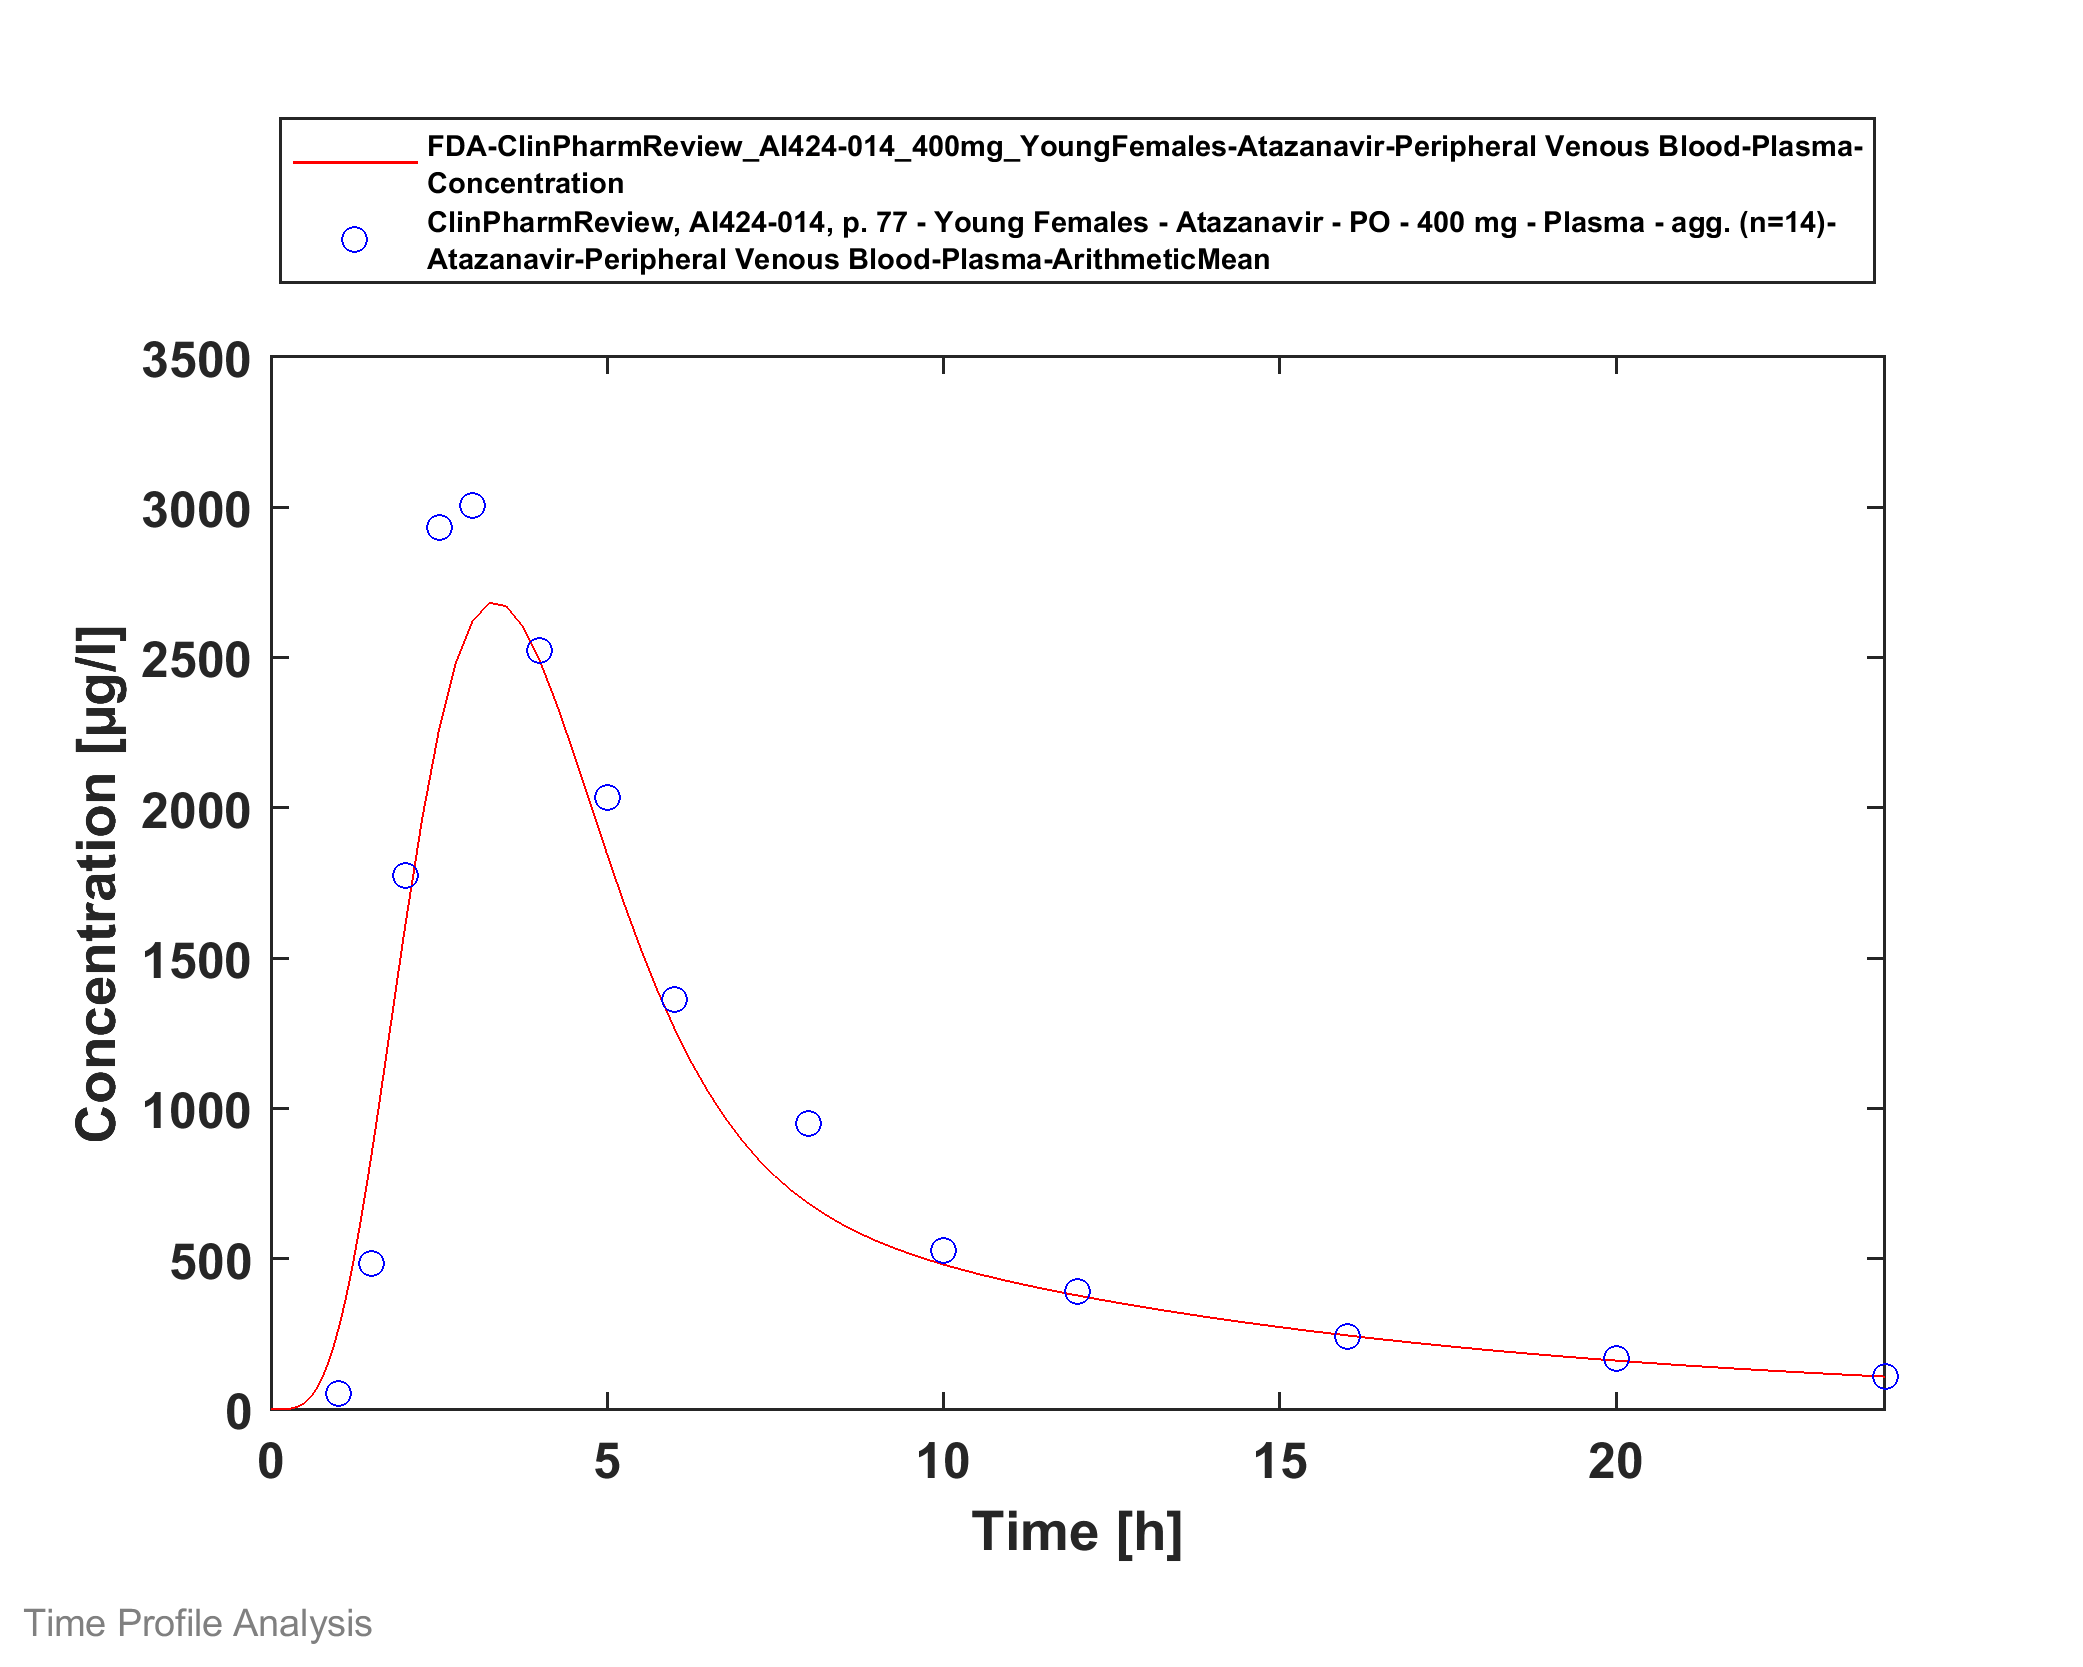 FDA-ClinPharmReview_AI424-014_400mg_YoungFemales-Atazanavir-Peripheral Venous Blood-Plasma-
Concentration
ClinPharmReview, AI424-014, p. 77 - Young Females - Atazanavir - PO - 400 mg - Plasma - agg. (n=14)-
Atazanavir-Peripheral Venous Blood-Plasma-ArithmeticMean
3500
3000
2500
2000
1500
1000
500
0
Concentration [µg/l]
0 5 10 15 20
Time [h]
Time Profile Analysis